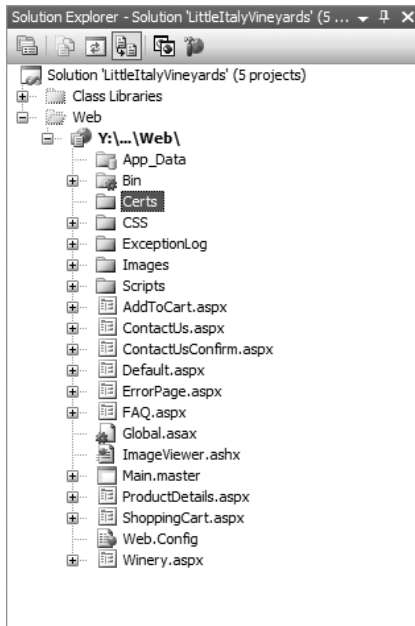 Solution Explorer - Solution 'LittleItalyVineyards' (5 ...
Solution 'LittleItalyVineyards' (5 projects)
Class Libraries
Web
Y:\...\Web\
App_Data
Bin
Certs
CSS
ExceptionLog
Images
Scripts
AddToCart.aspx
ContactUs.aspx
ContactUsConfirm.aspx
Default.aspx
ErrorPage.aspx
FAQ.aspx
Global.asax
ImageViewer.ashx
Main.master
ProductDetails.aspx
ShoppingCart.aspx
Web.Config
Winery.aspx